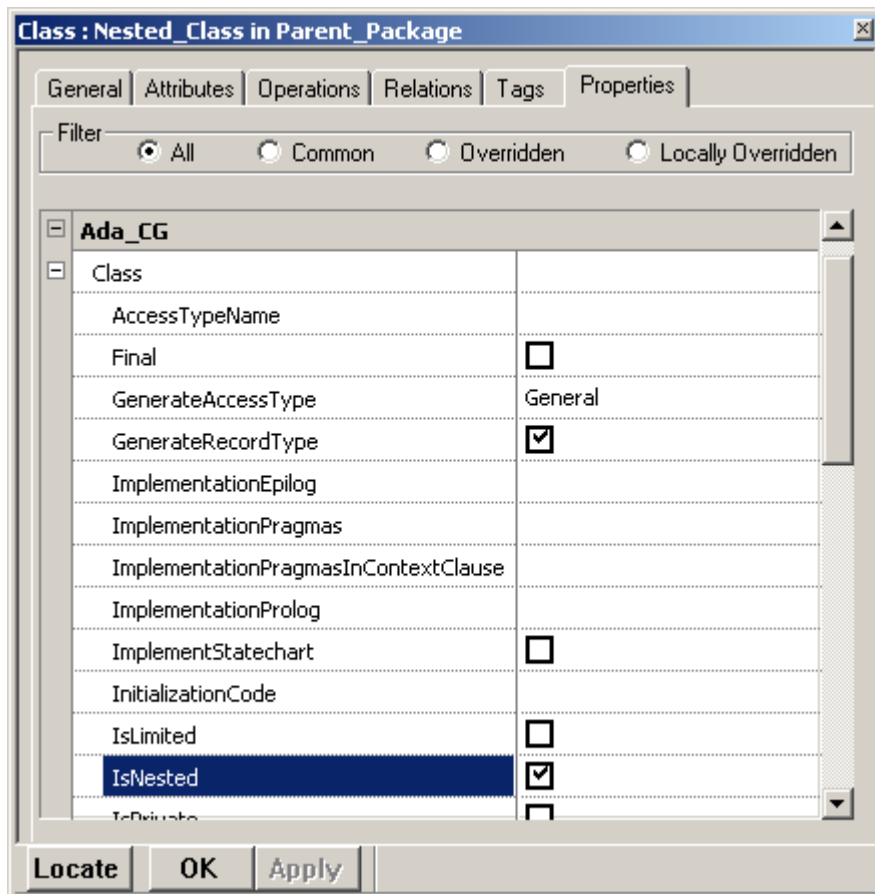 Class : Nested_Class in Parent_Package
General Attributes Operations Relations Tags Properties
Filter
All Common Overridden Locally Overridden
Ada_CG
Class
AccessTypeName
Final
GenerateAccessType General
GenerateRecordType
ImplementationEpilog
ImplementationPragmas
ImplementationPragmasInContextClause
ImplementationProlog
ImplementStatechart
InitializationCode
IsLimited
IsNested
IsPrivate
Locate OK Apply